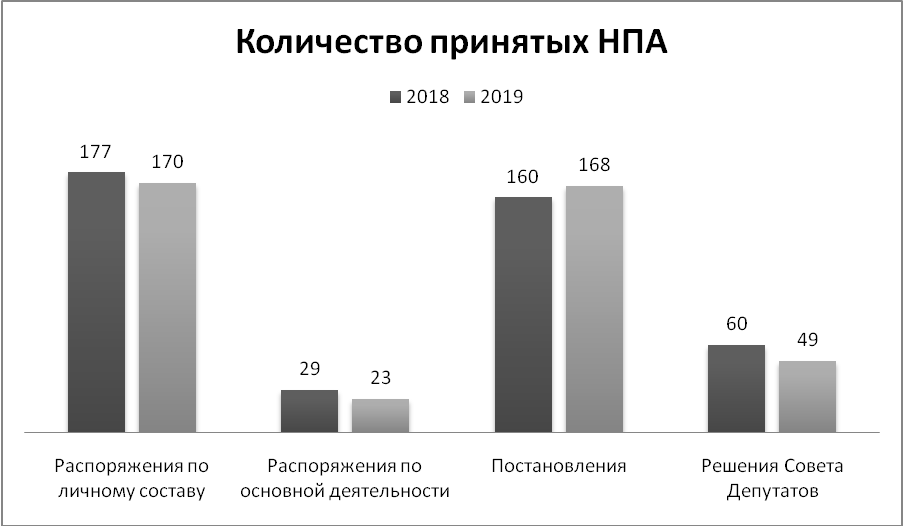 Количество принятых НПА
2018 2019
177
170
29
23
160
168
60
49
Распоряжения по
личному составу
Распоряжения по
основной деятельности
Постановления
Решения Совета
Депутатов